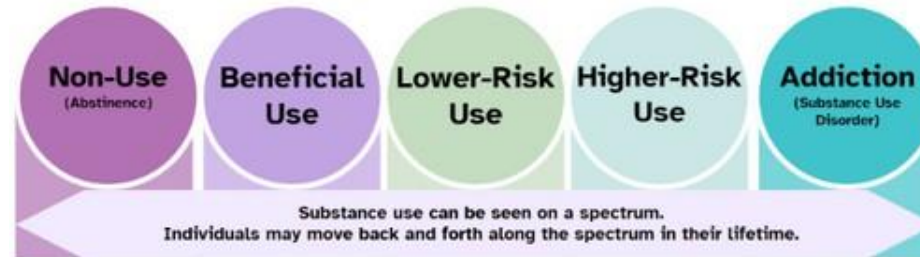 Non-Use
(Abstinence)
Beneficial
Use
Lower-Risk
Use
Higher-Risk
Use
Addiction
(Substance Use
Disorder)
Substance use can be seen on a spectrum.
Individuals may move back and forth along the spectrum in their lifetime.